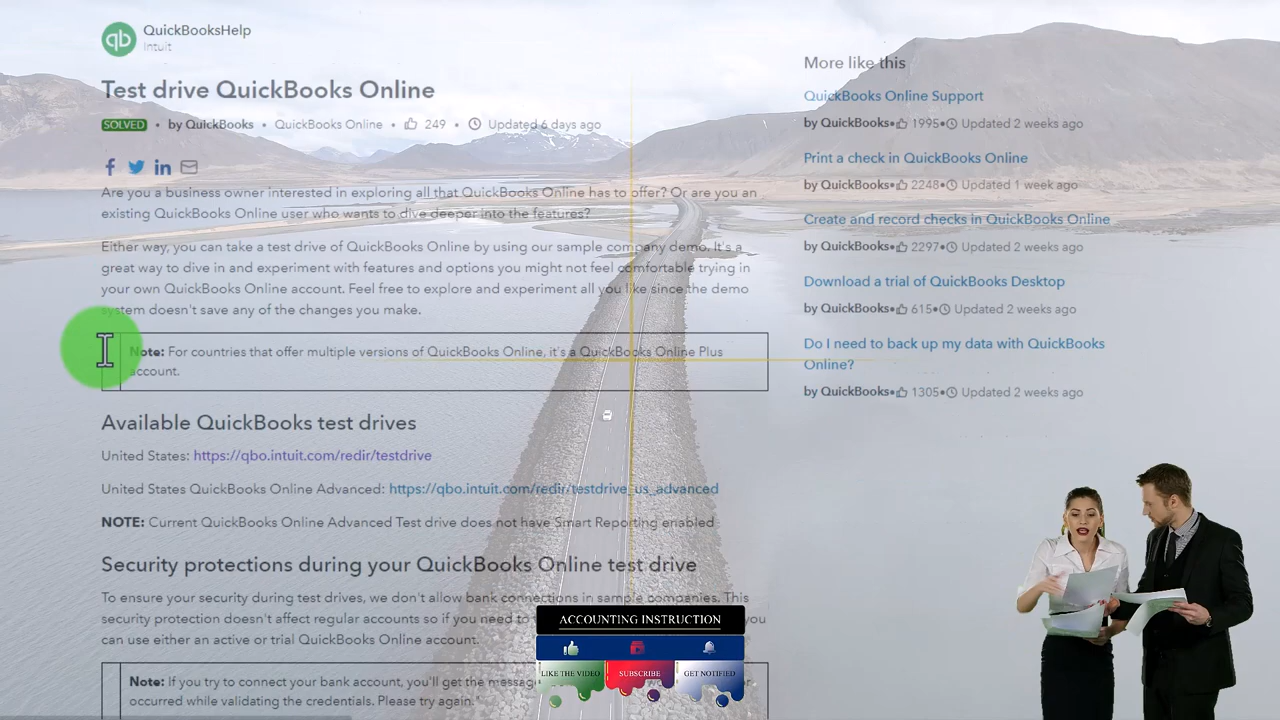 QuickBooksHelp
Intuit
Test drive QuickBooks Online
SOLVED • by QuickBooks • QuickBooks Online • 249 • Updated 6 days ago
Are you a business owner interested in exploring all that QuickBooks Online has to offer? Or are you an
existing QuickBooks Online user who wants to dive deeper into the features?
Either way, you can take a test drive of QuickBooks Online by using our sample company demo. It's a
great way to dive in and experiment with features and options you might not feel comfortable trying in
your own QuickBooks Online account. Feel free to explore and experiment all you like since the demo
system doesn't save any of the changes you make.
Note: For countries that offer multiple versions of QuickBooks Online, it's a QuickBooks Online Plus
account.
Available QuickBooks test drives
United States: https://qbo.intuit.com/redir/testdrive
United States QuickBooks Online Advanced: https://qbo.intuit.com/redir/testdrive_us_advanced
NOTE: Current QuickBooks Online Advanced Test drive does not have Smart Reporting enabled
Security protections during your QuickBooks Online test drive
To ensure your security during test drives, we don't allow bank connections in sample companies. This
security protection doesn't affect regular accounts so if you need to you
can use either an active or trial QuickBooks Online account.
Note: If you try to connect your bank account, you'll get the messag or
occurred while validating the credentials. Please try again.
More like this
QuickBooks Online Support
by QuickBooks• 1995• Updated 2 weeks ago
Print a check in QuickBooks Online
by QuickBooks• 2248• Updated 1 week ago
Create and record checks in QuickBooks Online
by QuickBooks• 2297• Updated 2 weeks ago
Download a trial of QuickBooks Desktop
by QuickBooks• 615• Updated 2 weeks ago
Do I need to back up my data with QuickBooks
Online?
by QuickBooks• 1305• Updated 2 weeks ago
ACCOUNTING INSTRUCTION
LIKE THE VIDEO
SUBSCRIBE
GET NOTIFIED